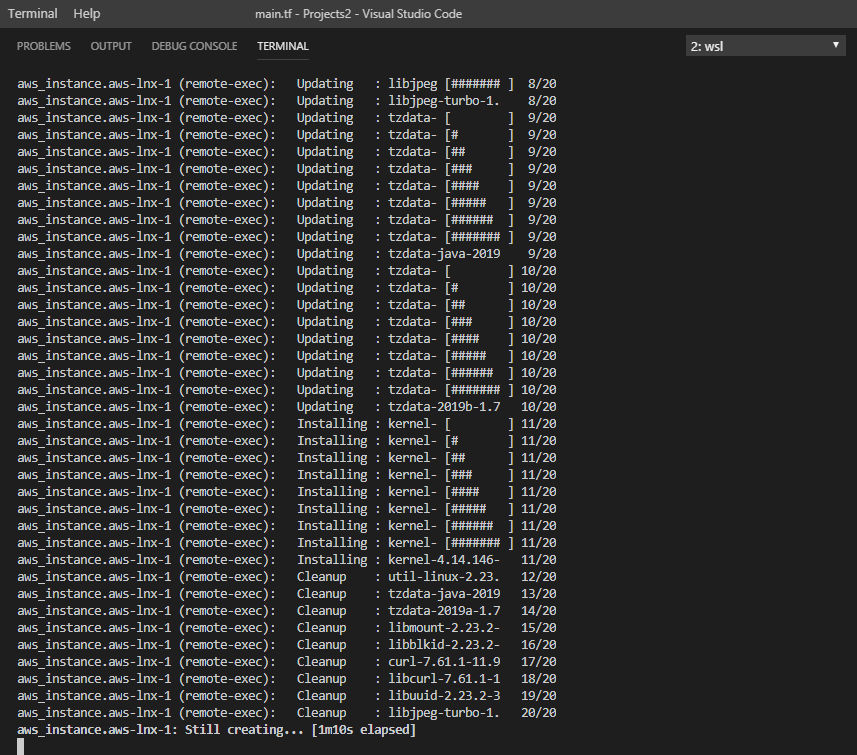 Terminal Help main.tf - Projects2 - Visual Studio Code
PROBLEMS OUTPUT DEBUG CONSOLE TERMINAL 2: wsl
aws_instance.aws-lnx-1 (remote-exec):   Updating   : libjpeg [####### ]  8/20
aws_instance.aws-lnx-1 (remote-exec):   Updating   : libjpeg-turbo-1.    8/20
aws_instance.aws-lnx-1 (remote-exec):   Updating   : tzdata- [        ]  9/20
aws_instance.aws-lnx-1 (remote-exec):   Updating   : tzdata- [#       ]  9/20
aws_instance.aws-lnx-1 (remote-exec):   Updating   : tzdata- [##      ]  9/20
aws_instance.aws-lnx-1 (remote-exec):   Updating   : tzdata- [###     ]  9/20
aws_instance.aws-lnx-1 (remote-exec):   Updating   : tzdata- [####    ]  9/20
aws_instance.aws-lnx-1 (remote-exec):   Updating   : tzdata- [#####   ]  9/20
aws_instance.aws-lnx-1 (remote-exec):   Updating   : tzdata- [######  ]  9/20
aws_instance.aws-lnx-1 (remote-exec):   Updating   : tzdata- [####### ]  9/20
aws_instance.aws-lnx-1 (remote-exec):   Updating   : tzdata-java-2019    9/20
aws_instance.aws-lnx-1 (remote-exec):   Updating   : tzdata- [        ] 10/20
aws_instance.aws-lnx-1 (remote-exec):   Updating   : tzdata- [#       ] 10/20
aws_instance.aws-lnx-1 (remote-exec):   Updating   : tzdata- [##      ] 10/20
aws_instance.aws-lnx-1 (remote-exec):   Updating   : tzdata- [###     ] 10/20
aws_instance.aws-lnx-1 (remote-exec):   Updating   : tzdata- [####    ] 10/20
aws_instance.aws-lnx-1 (remote-exec):   Updating   : tzdata- [#####   ] 10/20
aws_instance.aws-lnx-1 (remote-exec):   Updating   : tzdata- [######  ] 10/20
aws_instance.aws-lnx-1 (remote-exec):   Updating   : tzdata- [####### ] 10/20
aws_instance.aws-lnx-1 (remote-exec):   Updating   : tzdata-2019b-1.7   10/20
aws_instance.aws-lnx-1 (remote-exec):   Installing : kernel- [        ] 11/20
aws_instance.aws-lnx-1 (remote-exec):   Installing : kernel- [#       ] 11/20
aws_instance.aws-lnx-1 (remote-exec):   Installing : kernel- [##      ] 11/20
aws_instance.aws-lnx-1 (remote-exec):   Installing : kernel- [###     ] 11/20
aws_instance.aws-lnx-1 (remote-exec):   Installing : kernel- [####    ] 11/20
aws_instance.aws-lnx-1 (remote-exec):   Installing : kernel- [#####   ] 11/20
aws_instance.aws-lnx-1 (remote-exec):   Installing : kernel- [######  ] 11/20
aws_instance.aws-lnx-1 (remote-exec):   Installing : kernel- [####### ] 11/20
aws_instance.aws-lnx-1 (remote-exec):   Installing : kernel-4.14.146-   11/20
aws_instance.aws-lnx-1 (remote-exec):   Cleanup    : util-linux-2.23.   12/20
aws_instance.aws-lnx-1 (remote-exec):   Cleanup    : tzdata-java-2019   13/20
aws_instance.aws-lnx-1 (remote-exec):   Cleanup    : tzdata-2019a-1.7   14/20
aws_instance.aws-lnx-1 (remote-exec):   Cleanup    : libmount-2.23.2-   15/20
aws_instance.aws-lnx-1 (remote-exec):   Cleanup    : libblkid-2.23.2-   16/20
aws_instance.aws-lnx-1 (remote-exec):   Cleanup    : curl-7.61.1-11.9   17/20
aws_instance.aws-lnx-1 (remote-exec):   Cleanup    : libcurl-7.61.1-1   18/20
aws_instance.aws-lnx-1 (remote-exec):   Cleanup    : libuuid-2.23.2-3   19/20
aws_instance.aws-lnx-1 (remote-exec):   Cleanup    : libjpeg-turbo-1.   20/20
aws_instance.aws-lnx-1: Still creating... [1m10s elapsed]